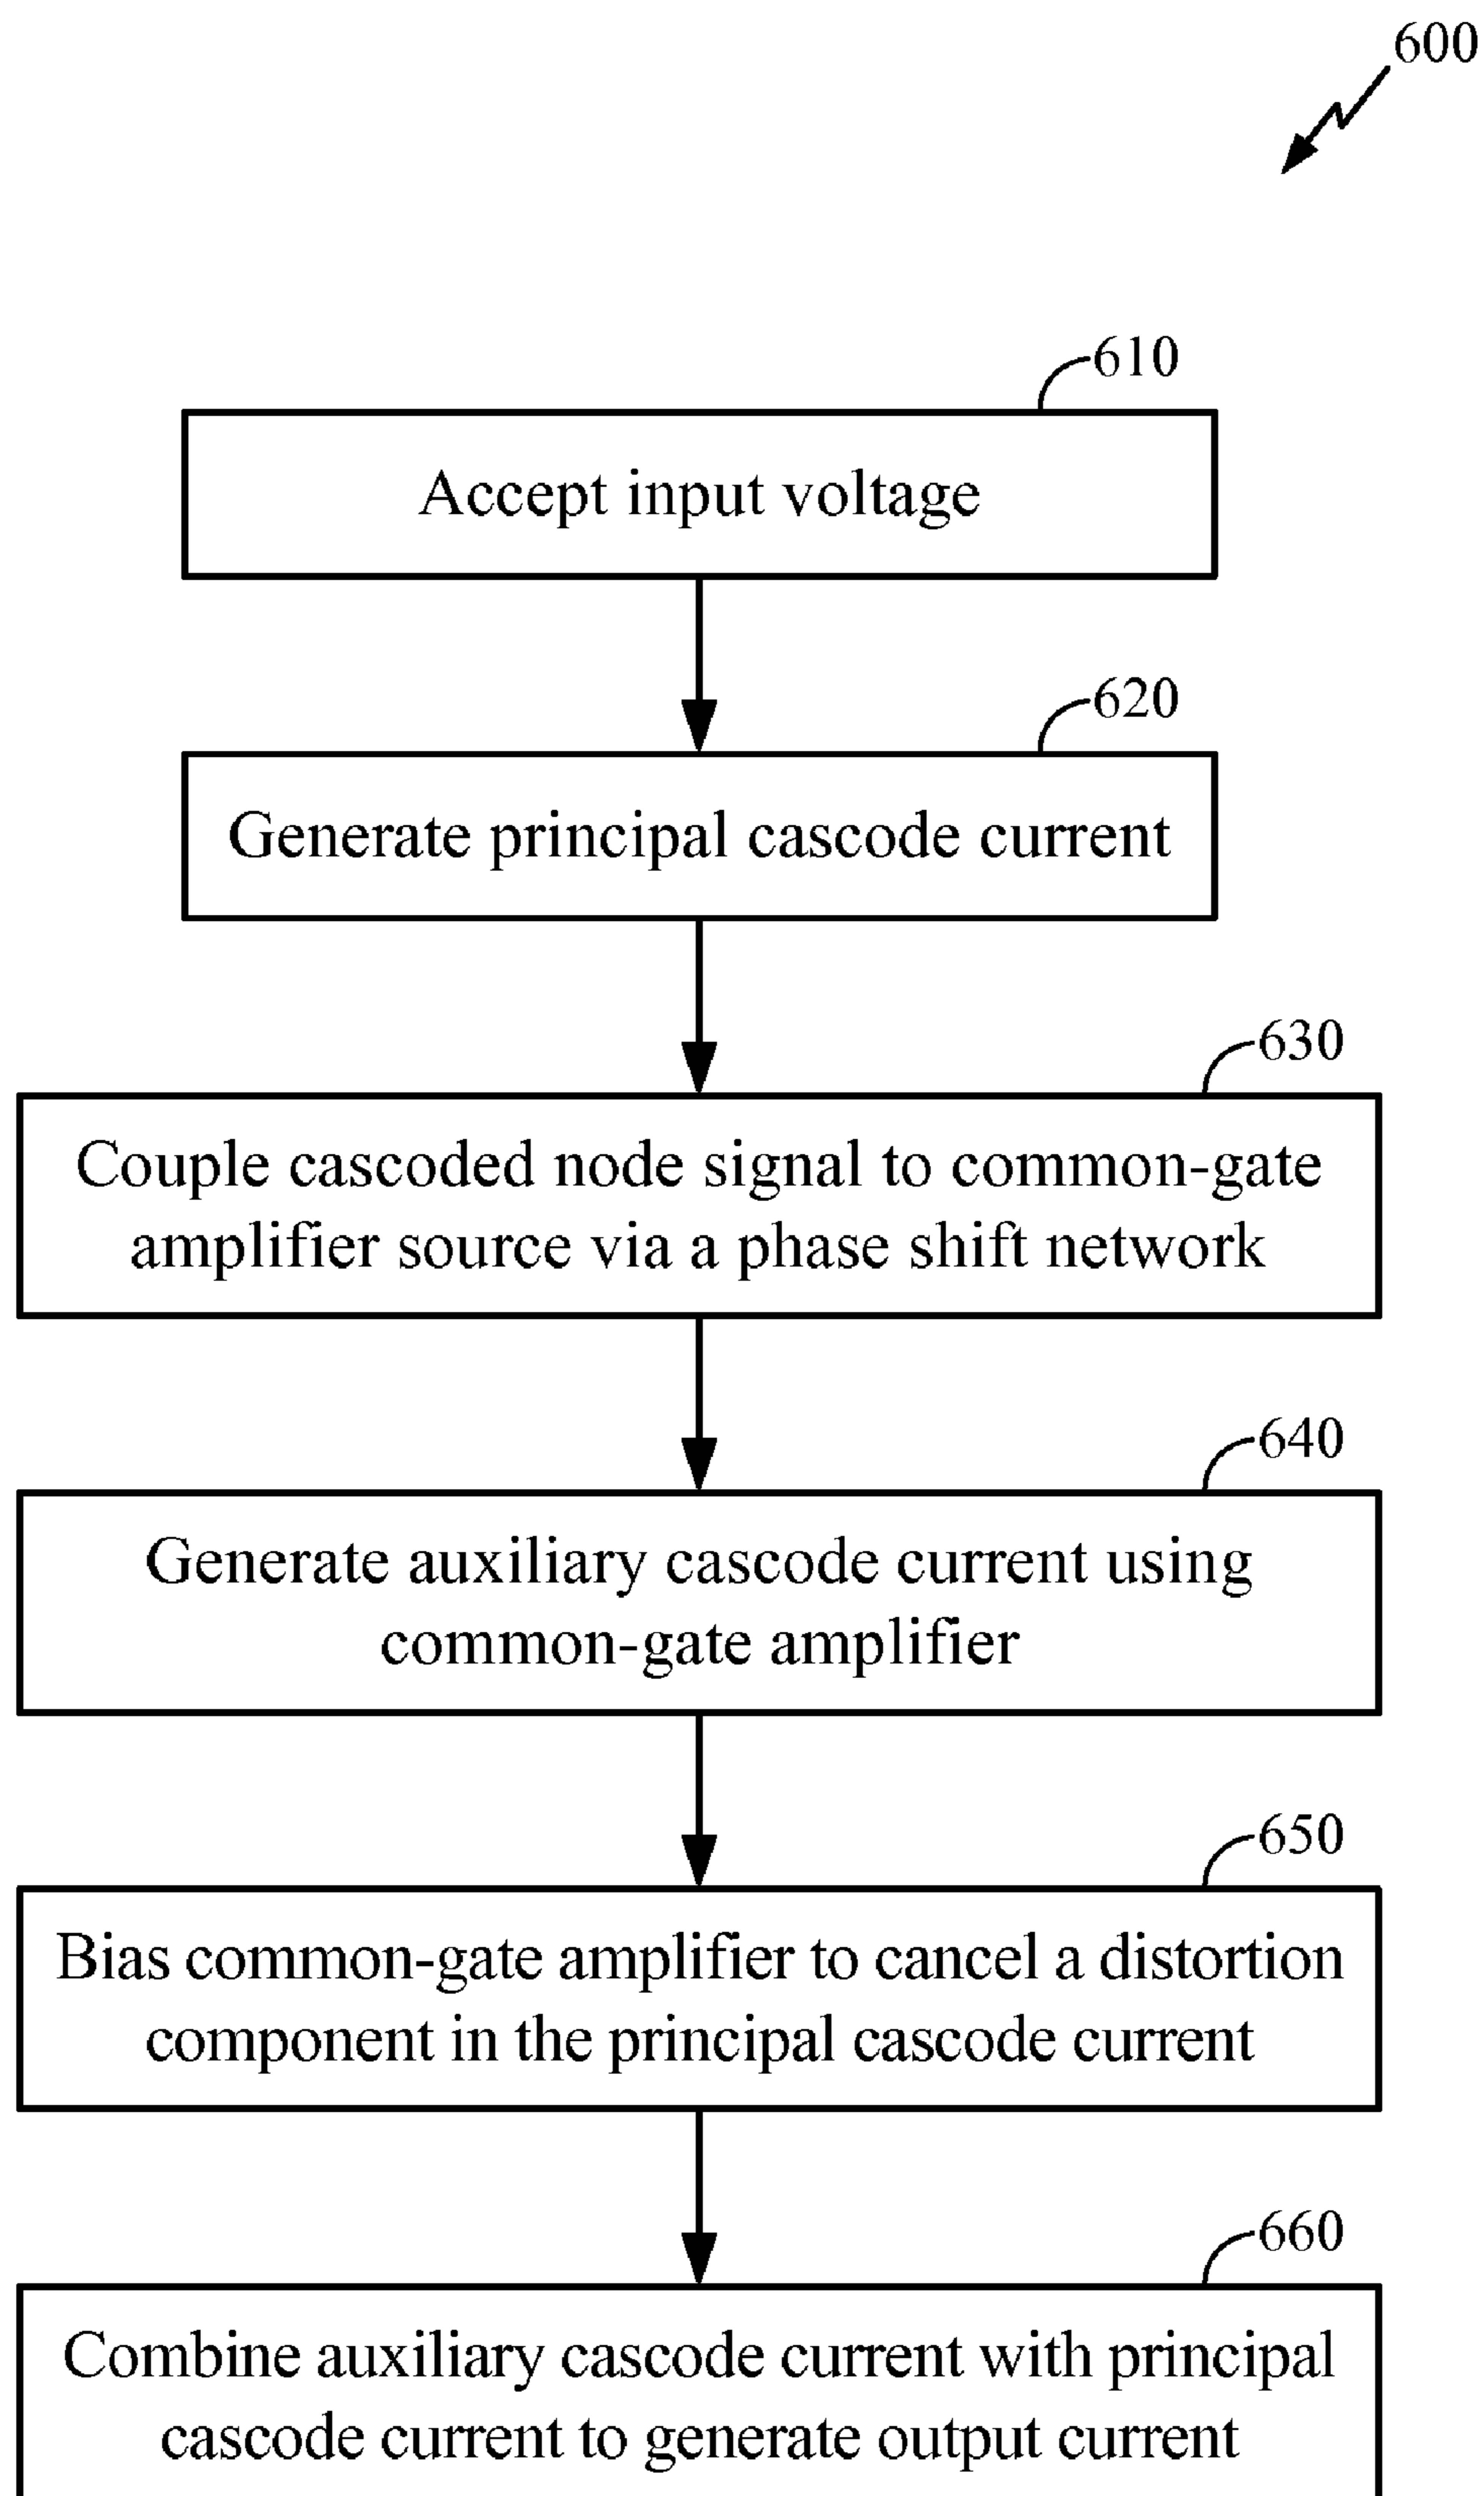 600
610
Accept input voltage
620
Generate principal cascode current
630
Couple cascoded node signal to common-gate
amplifier source via a phase shift network
640
Generate auxiliary cascode current using
common-gate amplifier
650
Bias common-gate amplifier to cancel a distortion
component in the principal cascode current
660
Combine auxiliary cascode current with principal
cascode current to generate output current